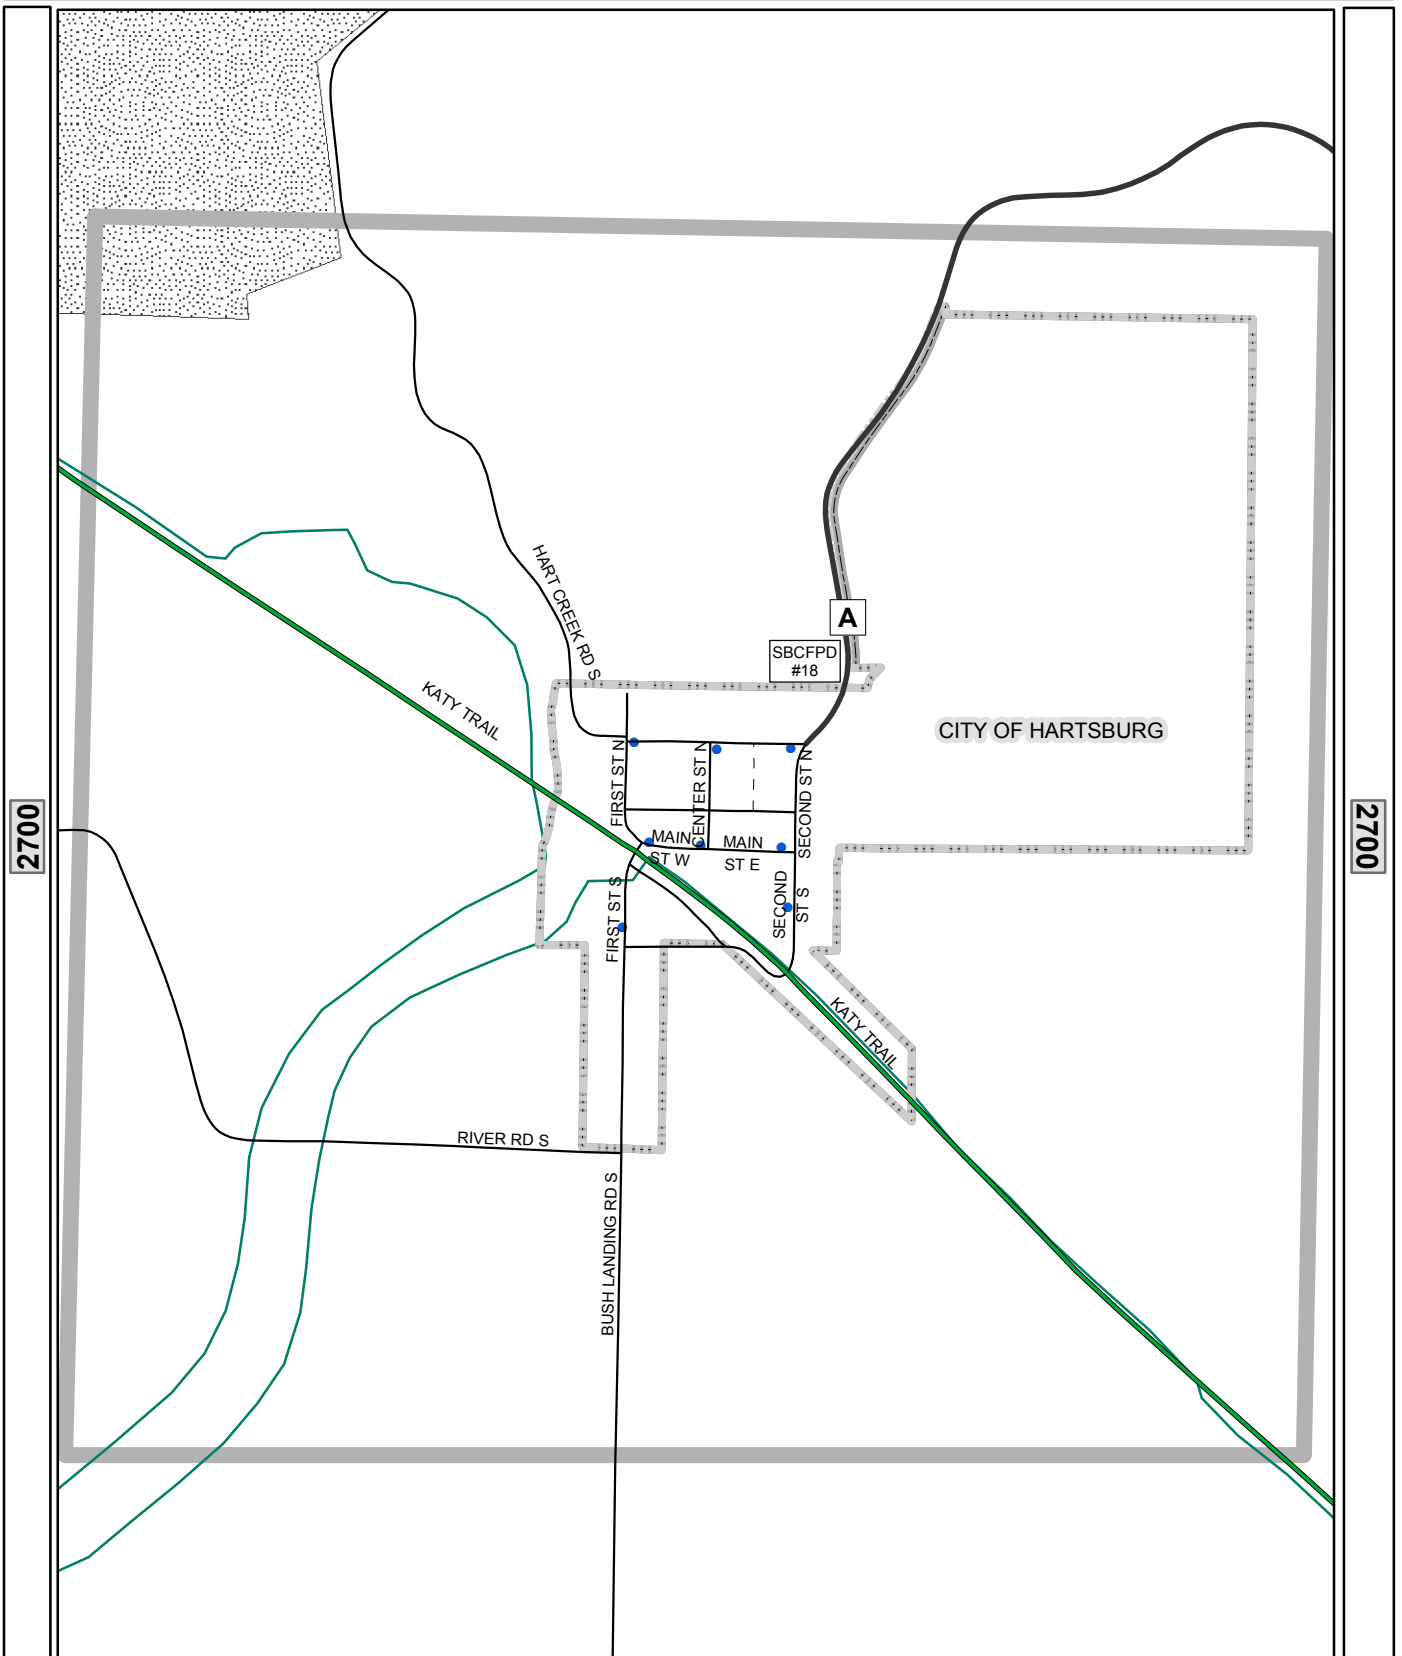 HART CREEK RD S
A
SBCFPD
#18
KATY TRAIL
CITY OF HARTSBURG
FIRST ST N
CENTER ST N
SECOND ST N
2700
2700
MAIN
ST W
MAIN
ST E
FIRST ST S
SECOND
ST S
KATY TRAIL
RIVER RD S
BUSH LANDING RD S